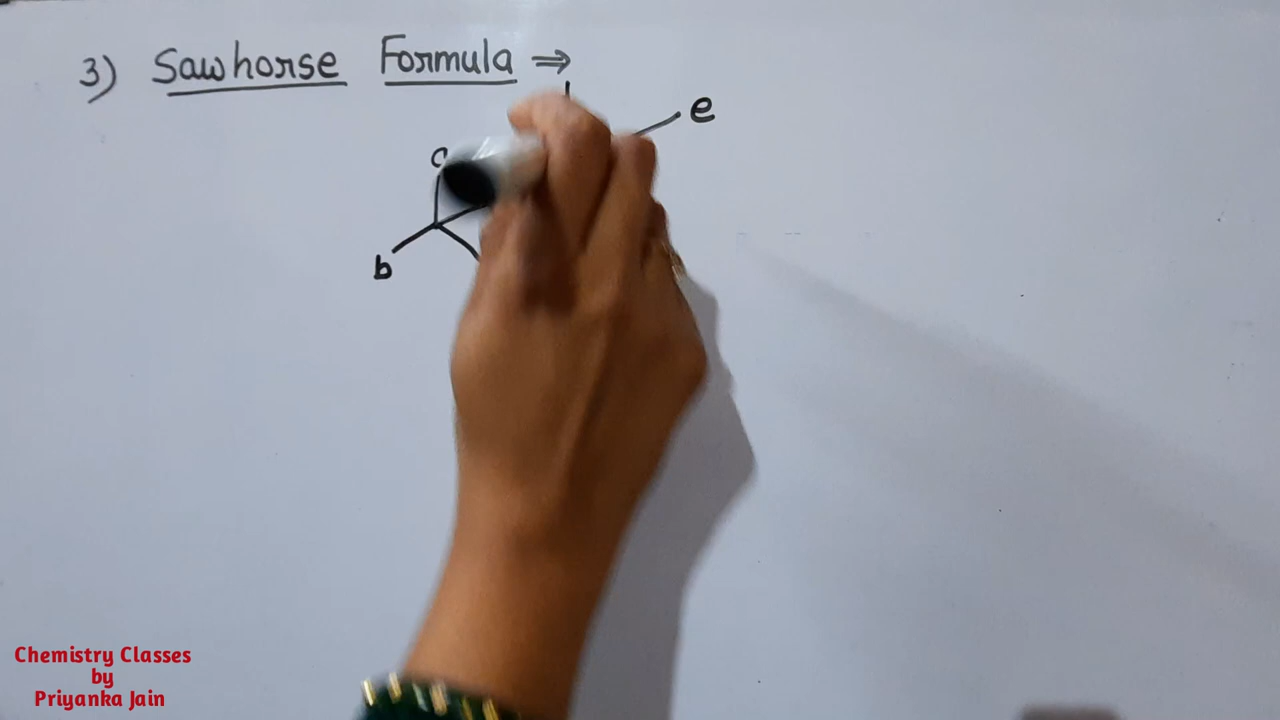 3) Sawhorse Formula ⇒
e
b
Chemistry Classes
by
Priyanka Jain